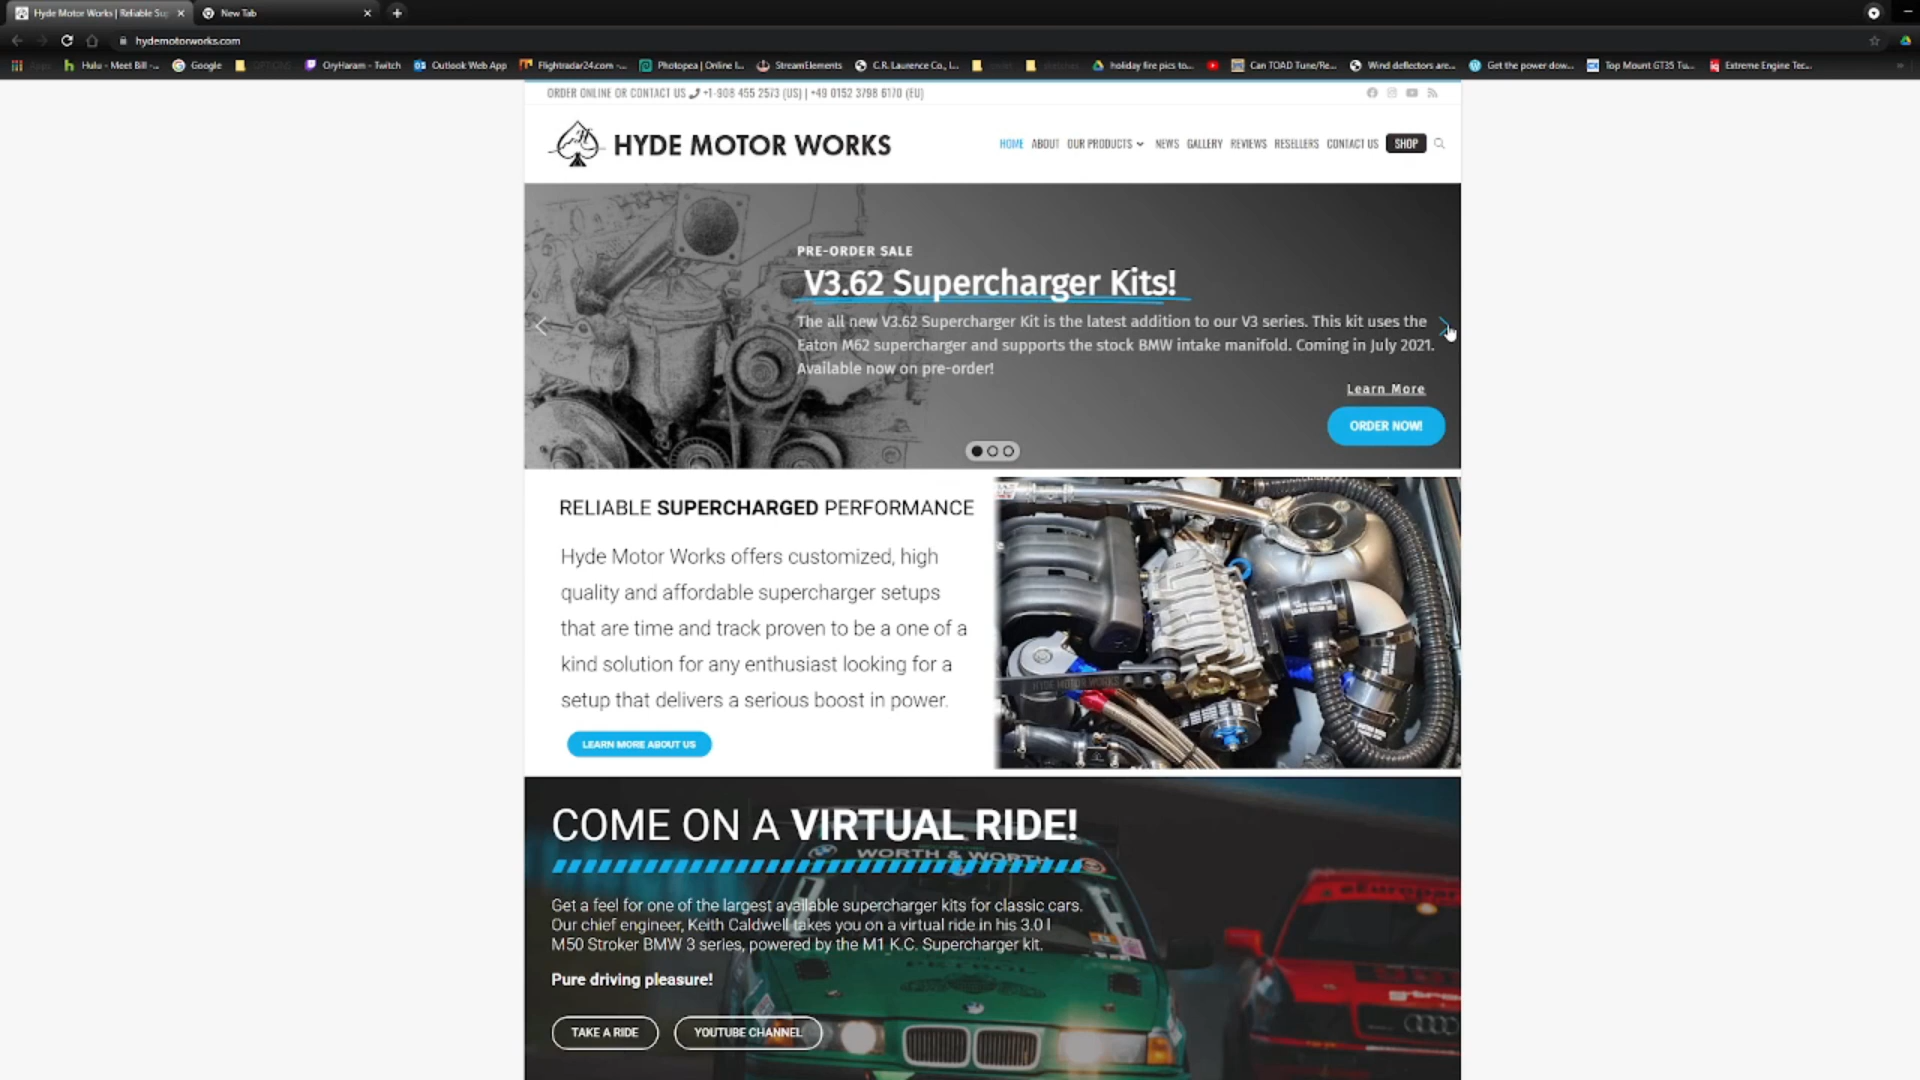 Hyde Motor Works | Reliable Su
New Tab
hydemotorworks.com
Apps
Hulu - Meet Bill -...
Google
OryHaram - Twitch
Outlook Web App
Flightradar24.com -...
Photopea | Online I...
StreamElements
C.R. Laurence Co., I...
holiday fire pics to...
Can TOAD Tune/Re...
Wind deflectors are...
Get the power dow...
Top Mount GT35 Tu...
Extreme Engine Tec...
ORDER ONLINE OR CONTACT US +1-908 455 2573 (US) | +49 0152 3798 6170 (EU)
HYDE MOTOR WORKS
HOME ABOUT OUR PRODUCTS NEWS GALLERY REVIEWS RESELLERS CONTACT US SHOP
PRE-ORDER SALE
V3.62 Supercharger Kits!
The all new V3.62 Supercharger Kit is the latest addition to our V3 series. This kit uses the
Eaton M62 supercharger and supports the stock BMW intake manifold. Coming in July 2021.
Available now on pre-order!
Learn More
ORDER NOW!
RELIABLE SUPERCHARGED PERFORMANCE
Hyde Motor Works offers customized, high
quality and affordable supercharger setups
that are time and track proven to be a one of a
kind solution for any enthusiast looking for a
setup that delivers a serious boost in power.
LEARN MORE ABOUT US
HYDE MOTOR WORKS
COME ON A VIRTUAL RIDE!
WORTH & WORTH
Get a feel for one of the largest available supercharger kits for classic cars.
Our chief engineer, Keith Caldwell takes you on a virtual ride in his 3.0 l
M50 Stroker BMW 3 series, powered by the M1 K.C. Supercharger kit.
PETROL
Pure driving pleasure!
TAKE A RIDE
YOUTUBE CHANNEL